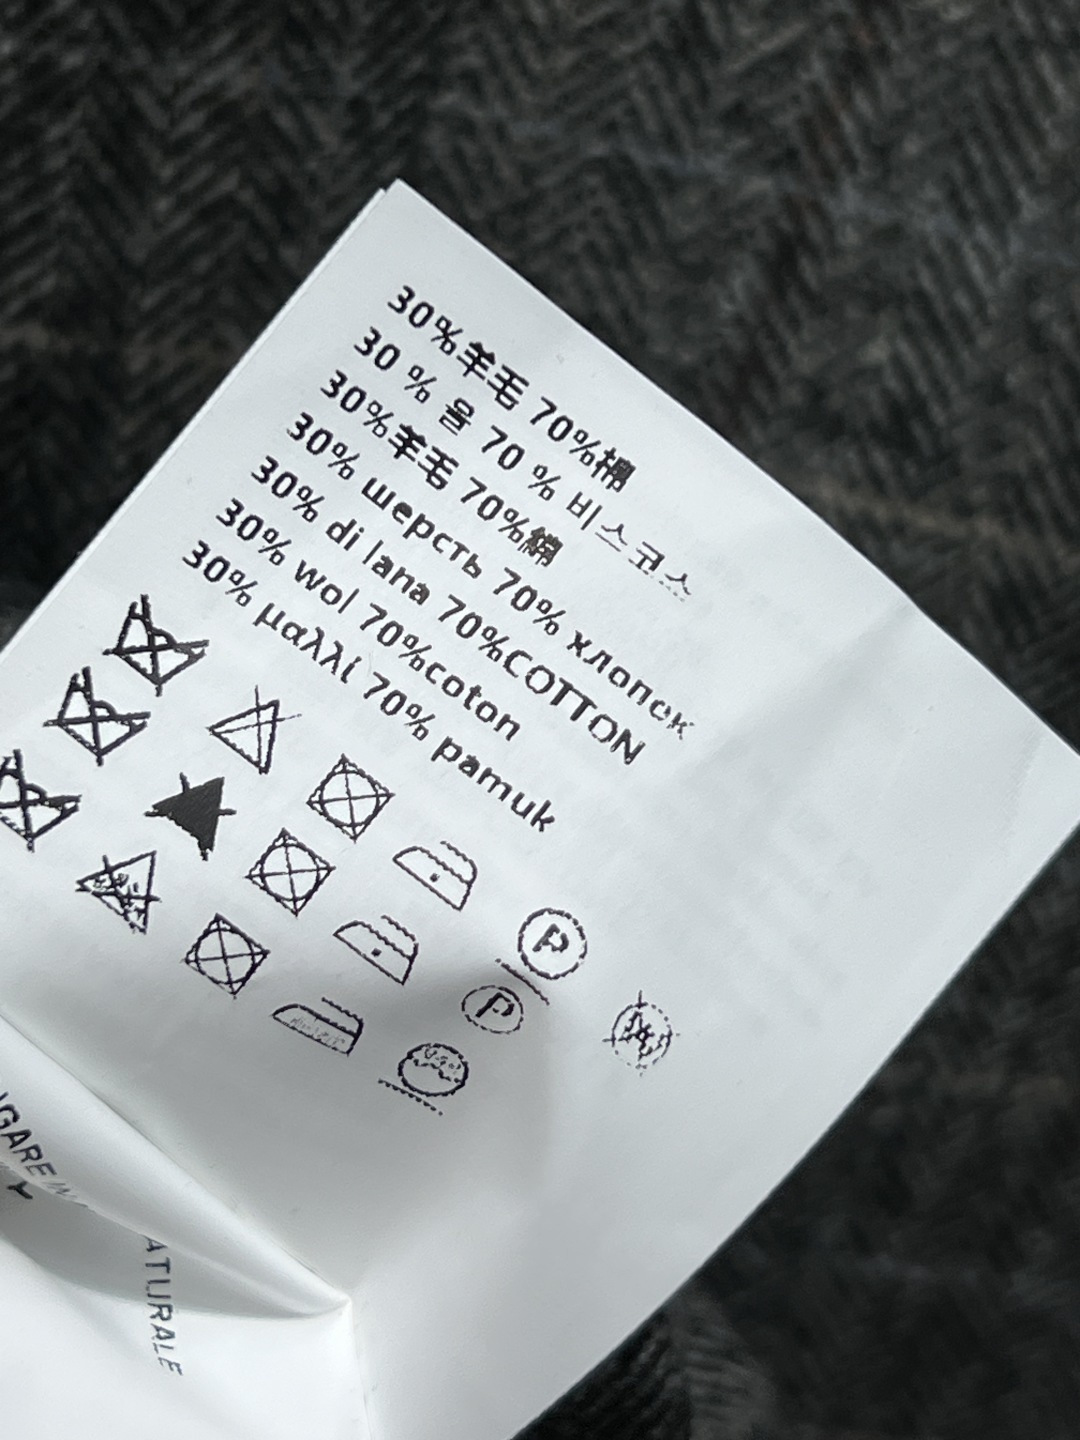 30%羊毛 70%棉
30 % 울 70 % 비스코스
30%羊毛 70%綿
30% шерсть 70% хлопок
30% di lana 70%COTTON
30% wol 70%coton
30% μαλλί 70% pamuk
P
P